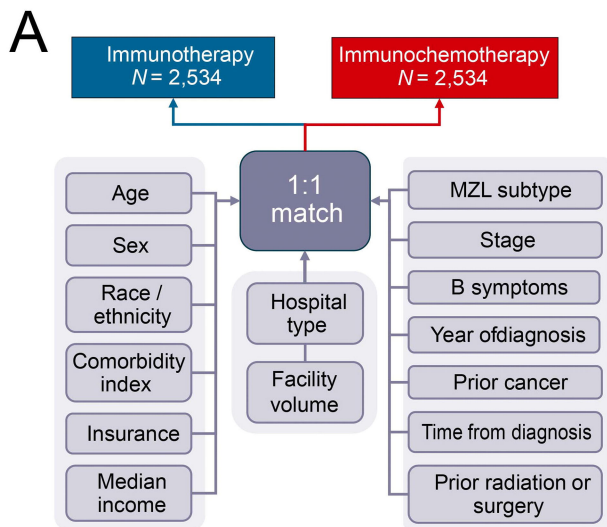 A
Immunotherapy
N = 2,534
Immunochemotherapy
N = 2,534
1:1
match
Age
Sex
Race /
ethnicity
Comorbidity
index
Insurance
Median
income
Hospital
type
Facility
volume
MZL subtype
Stage
B symptoms
Year ofdiagnosis
Prior cancer
Time from diagnosis
Prior radiation or
surgery